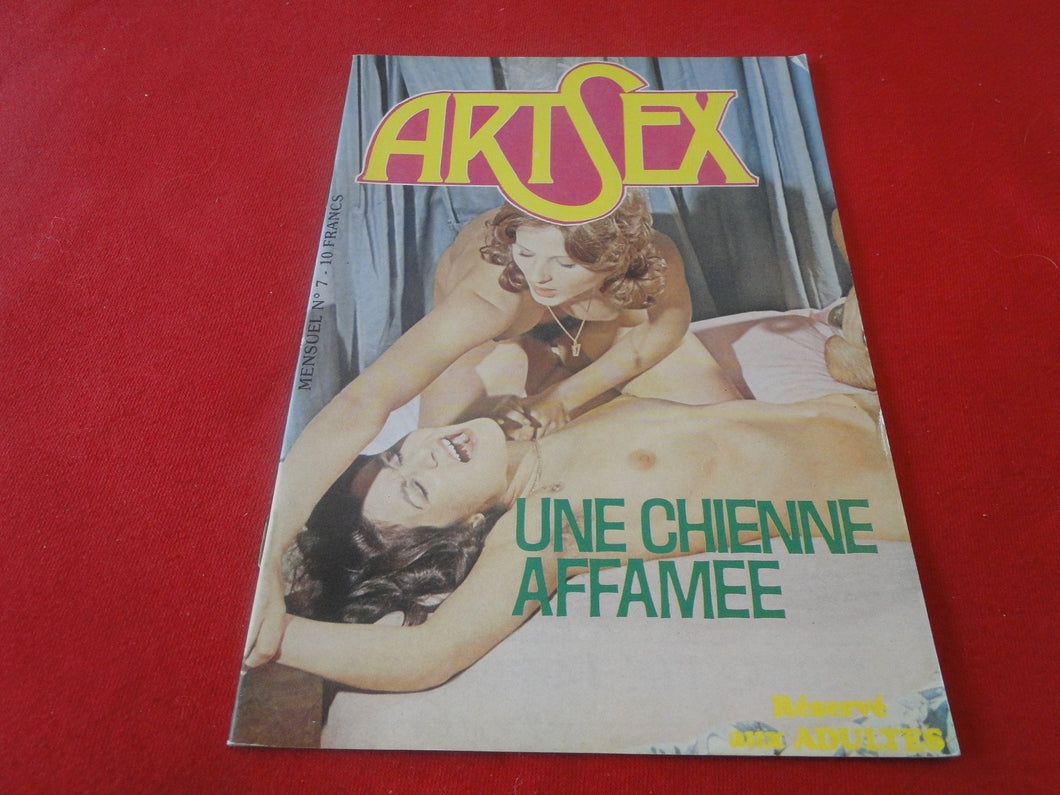 ARTSEX
MENSUEL N° 7 - 10 FRANCS
UNE CHIENNE
AFFAMEE
Réservé
aux ADULTES